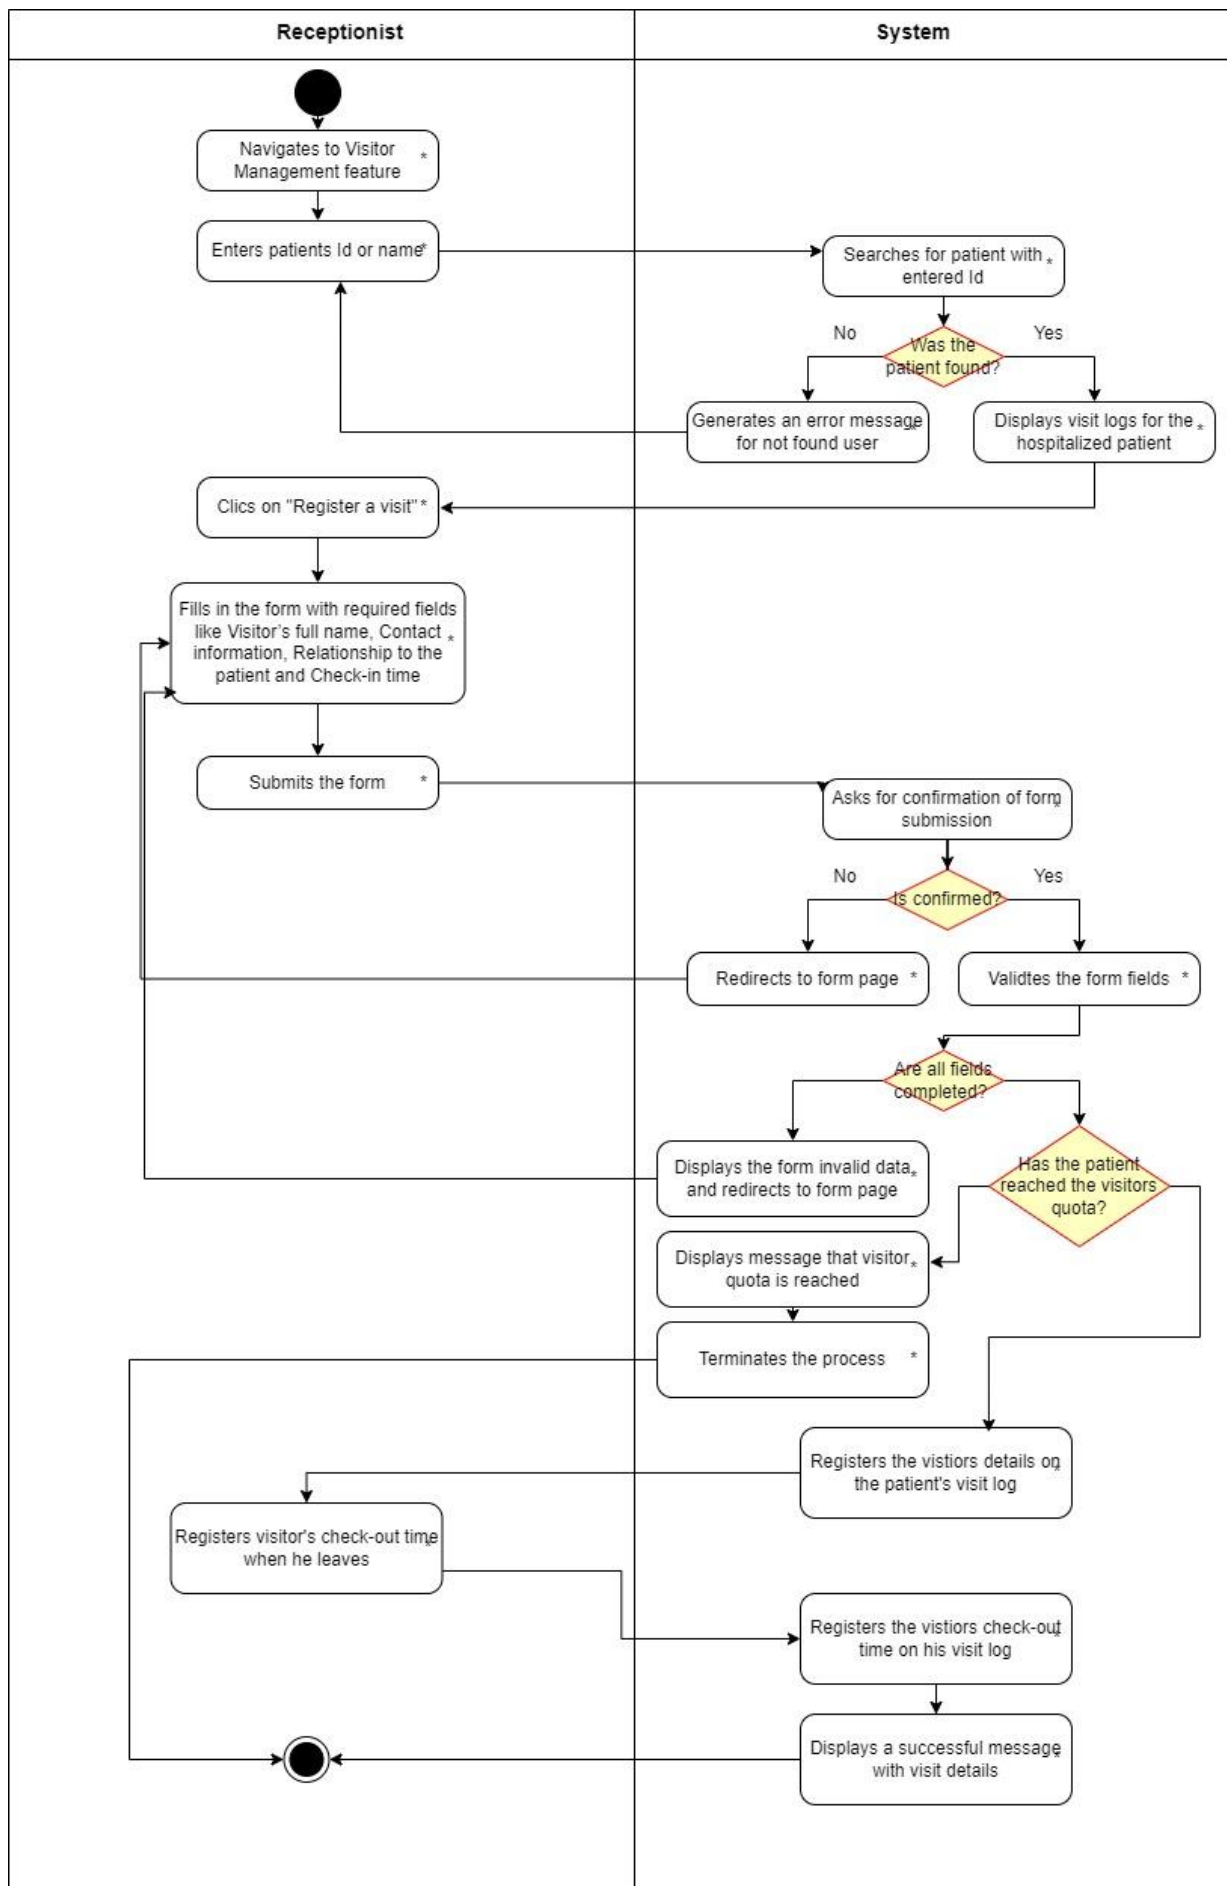 Receptionist
System
Navigates to Visitor *
Management feature
Enters patients Id or name*
Searches for patient with *
entered Id
No
Yes
Was the
patient found?
Generates an error message*
for not found user
Displays visit logs for the *
hospitalized patient
Clics on "Register a visit" *
Fills in the form with required fields
like Visitor's full name, Contact *
information, Relationship to the
patient and Check-in time
Submits the form *
Asks for confirmation of form*
submission
No
Yes
Is confirmed?
Redirects to form page *
Validtes the form fields *
Are all fields
completed?
Displays the form invalid data *
and redirects to form page
Has the patient
reached the visitors
quota?
Displays message that visitor *
quota is reached
Terminates the process *
Registers the vistiors details on*
the patient's visit log
Registers visitor's check-out time*
when he leaves
Registers the vistiors check-out*
time on his visit log
Displays a successful message*
with visit details